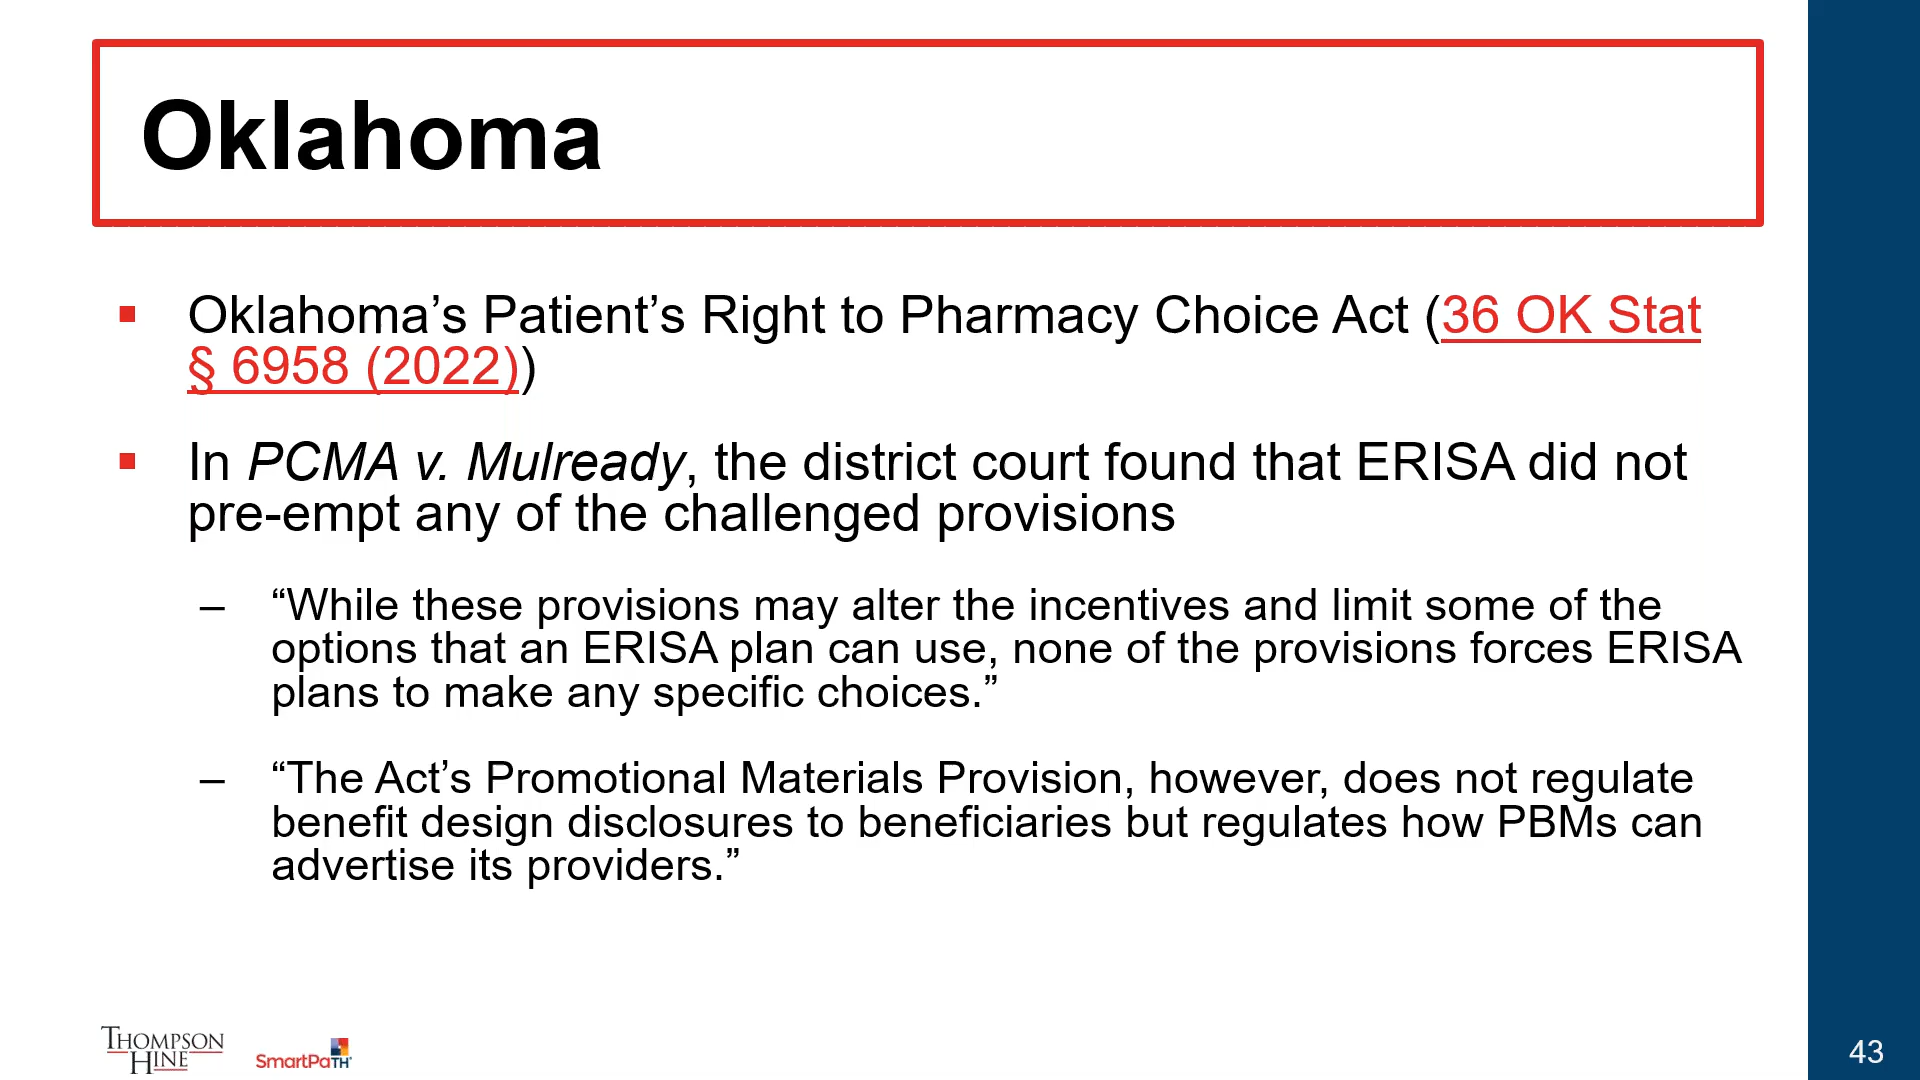 Oklahoma
Oklahoma’s Patient’s Right to Pharmacy Choice Act (36 OK Stat
§ 6958 (2022))
In PCMA v. Mulready, the district court found that ERISA did not
pre-empt any of the challenged provisions
– “While these provisions may alter the incentives and limit some of the
options that an ERISA plan can use, none of the provisions forces ERISA
plans to make any specific choices.”
– “The Act’s Promotional Materials Provision, however, does not regulate
benefit design disclosures to beneficiaries but regulates how PBMs can
advertise its providers.”
THOMPSON
HINE
SmartPaTH
43